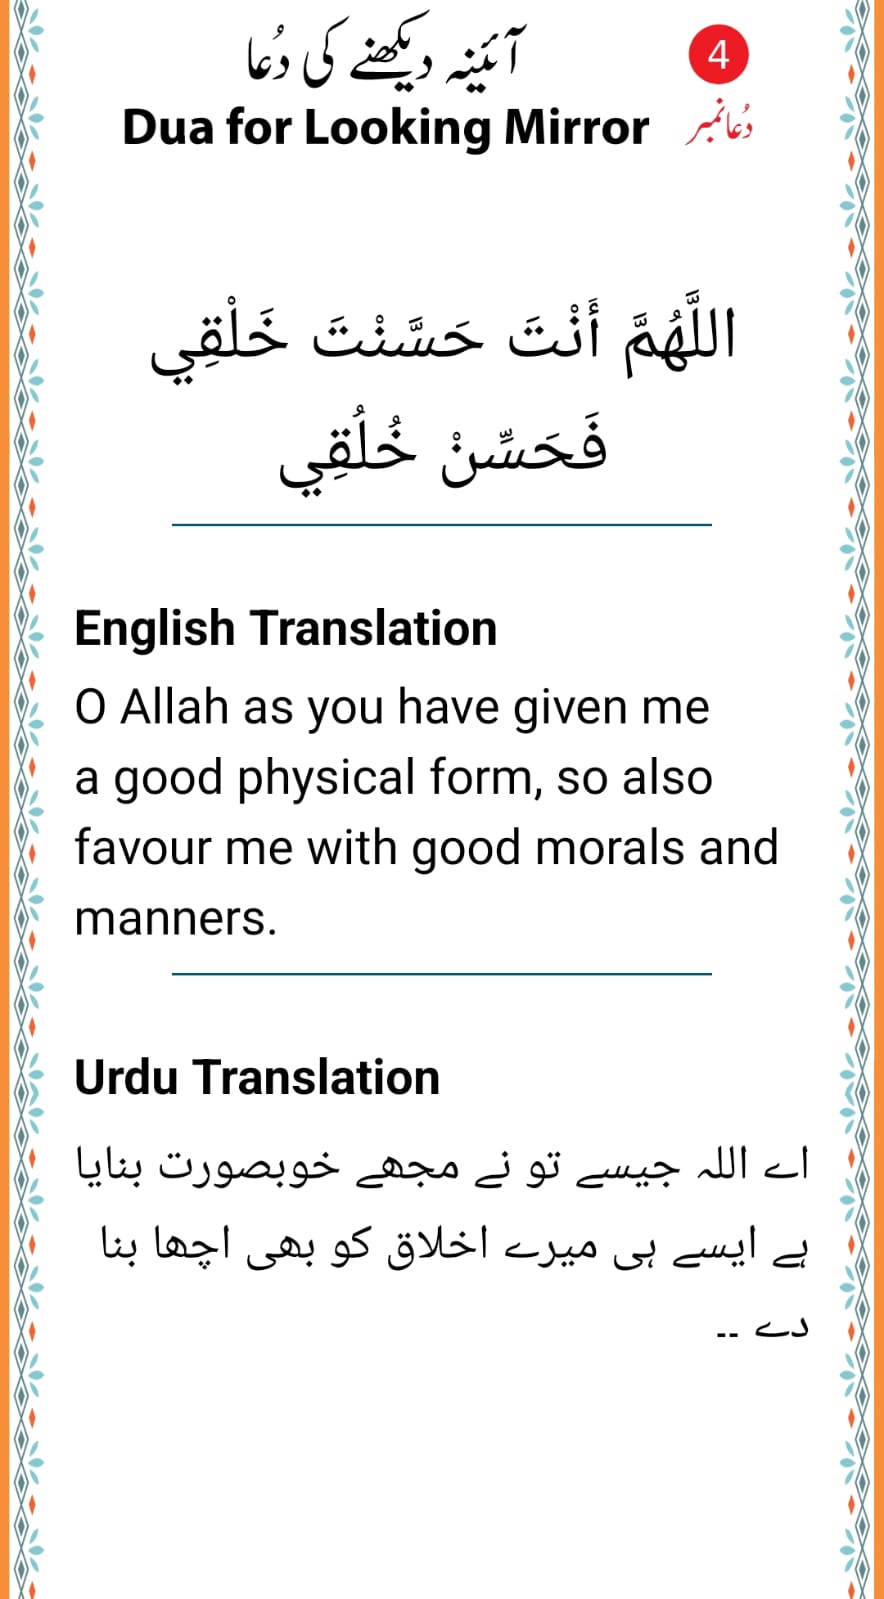 آئینہ دیکھنے کی دُعا
4
Dua for Looking Mirror
دُعا نمبر
اللَّهُمَّ أَنْتَ حَسَّنْتَ خَلْقِي
فَحَسِّنْ خُلُقِي
English Translation
O Allah as you have given me
a good physical form, so also
favour me with good morals and
manners.
Urdu Translation
اے اللہ جیسے تو نے مجھے خوبصورت بنایا
ہے ایسے ہی میرے اخلاق کو بھی اچھا بنا
دے --